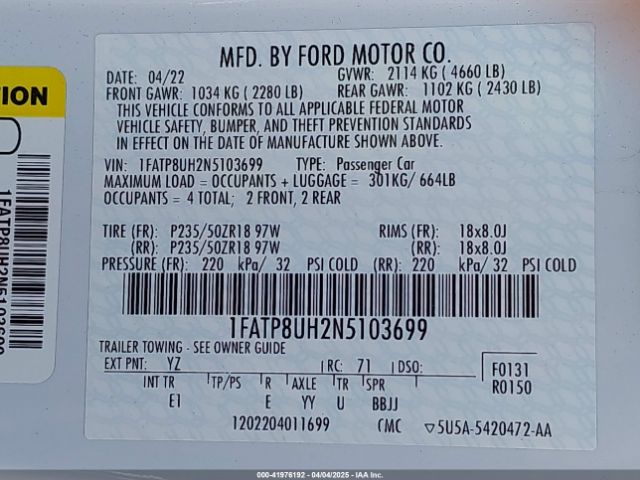 MFD. BY FORD MOTOR CO.
DATE: 04/22 GVWR: 2114 KG ( 4660 LB)
FRONT GAWR: 1034 KG ( 2280 LB) REAR GAWR: 1102 KG ( 2430 LB)
THIS VEHICLE CONFORMS TO ALL APPLICABLE FEDERAL MOTOR
VEHICLE SAFETY, BUMPER, AND THEFT PREVENTION STANDARDS
IN EFFECT ON THE DATE OF MANUFACTURE SHOWN ABOVE.
VIN: 1FATP8UH2N5103699 TYPE: Passenger Car
MAXIMUM LOAD = OCCUPANTS + LUGGAGE = 301KG/ 664LB
OCCUPANTS = 4 TOTAL; 2 FRONT, 2 REAR
TIRE (FR): P235/50ZR18 97W RIMS (FR): 18x8.0J
(RR): P235/50ZR18 97W (RR): 18x8.0J
PRESSURE (FR): 220 kPa/ 32 PSI COLD (RR): 220 kPa/ 32 PSI COLD
1FATP8UH2N5103699
TRAILER TOWING - SEE OWNER GUIDE
EXT PNT: YZ RC: 71 DSO: F0131
INT TR TP/PS R AXLE TR SPR R0150
E1 E YY U BBJJ
1202204011699 CMC ▽5U5A-5420472-AA
TION
1FATP8UH2N5103699
000-41976192 - 04/04/2025 - IAAI.COM